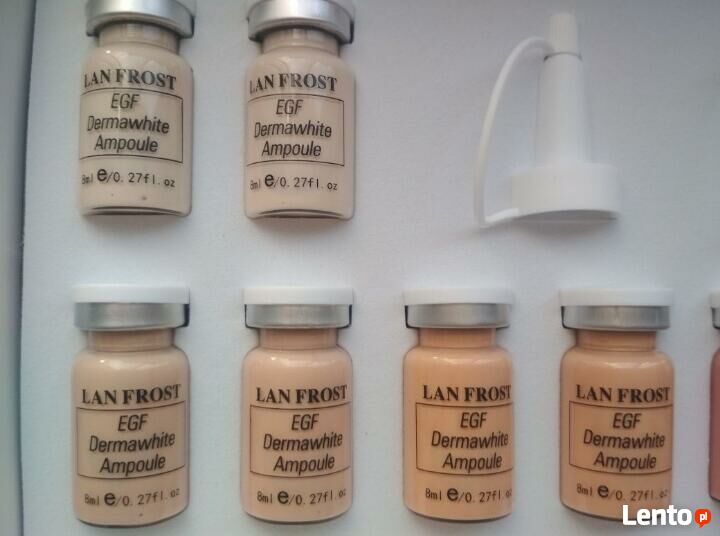 LAN FROST
EGF
Dermawhite
Ampoule
8ml e/0.27fl.oz
LAN FROST
EGF
Dermawhite
Ampoule
8ml e/0.27fl.oz
LAN FROST
EGF
Dermawhite
Ampoule
8ml e/0.27fl.oz
LAN FROST
EGF
Dermawhite
Ampoule
8ml e/0.27fl.oz
LAN FROST
EGF
Dermawhite
Ampoule
8ml e/0.27fl.oz
LAN FROST
EGF
Dermawhite
Ampoule
8ml e/0.27fl.oz
Lento pl